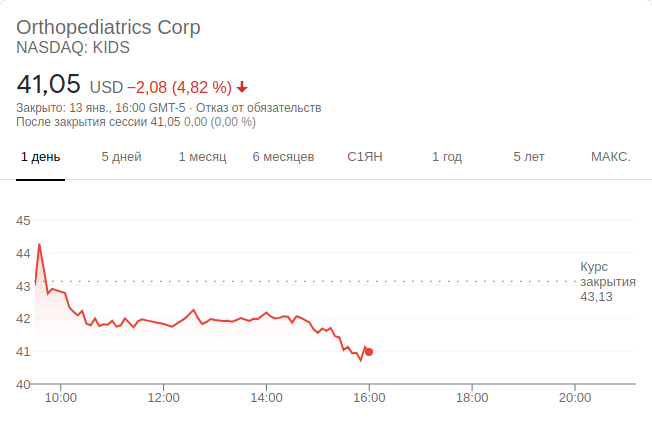 Orthopediatrics Corp
NASDAQ: KIDS
41,05 USD −2,08 (4,82 %)
Закрыто: 13 янв., 16:00 GMT-5 · Отказ от обязательств
После закрытия сессии 41,05 0,00 (0,00 %)
1 день 5 дней 1 месяц 6 месяцев С1ЯН 1 год 5 лет МАКС.
45
44
Курс
закрытия
43,13
43
42
41
40
10:00 12:00 14:00 16:00 18:00 20:00